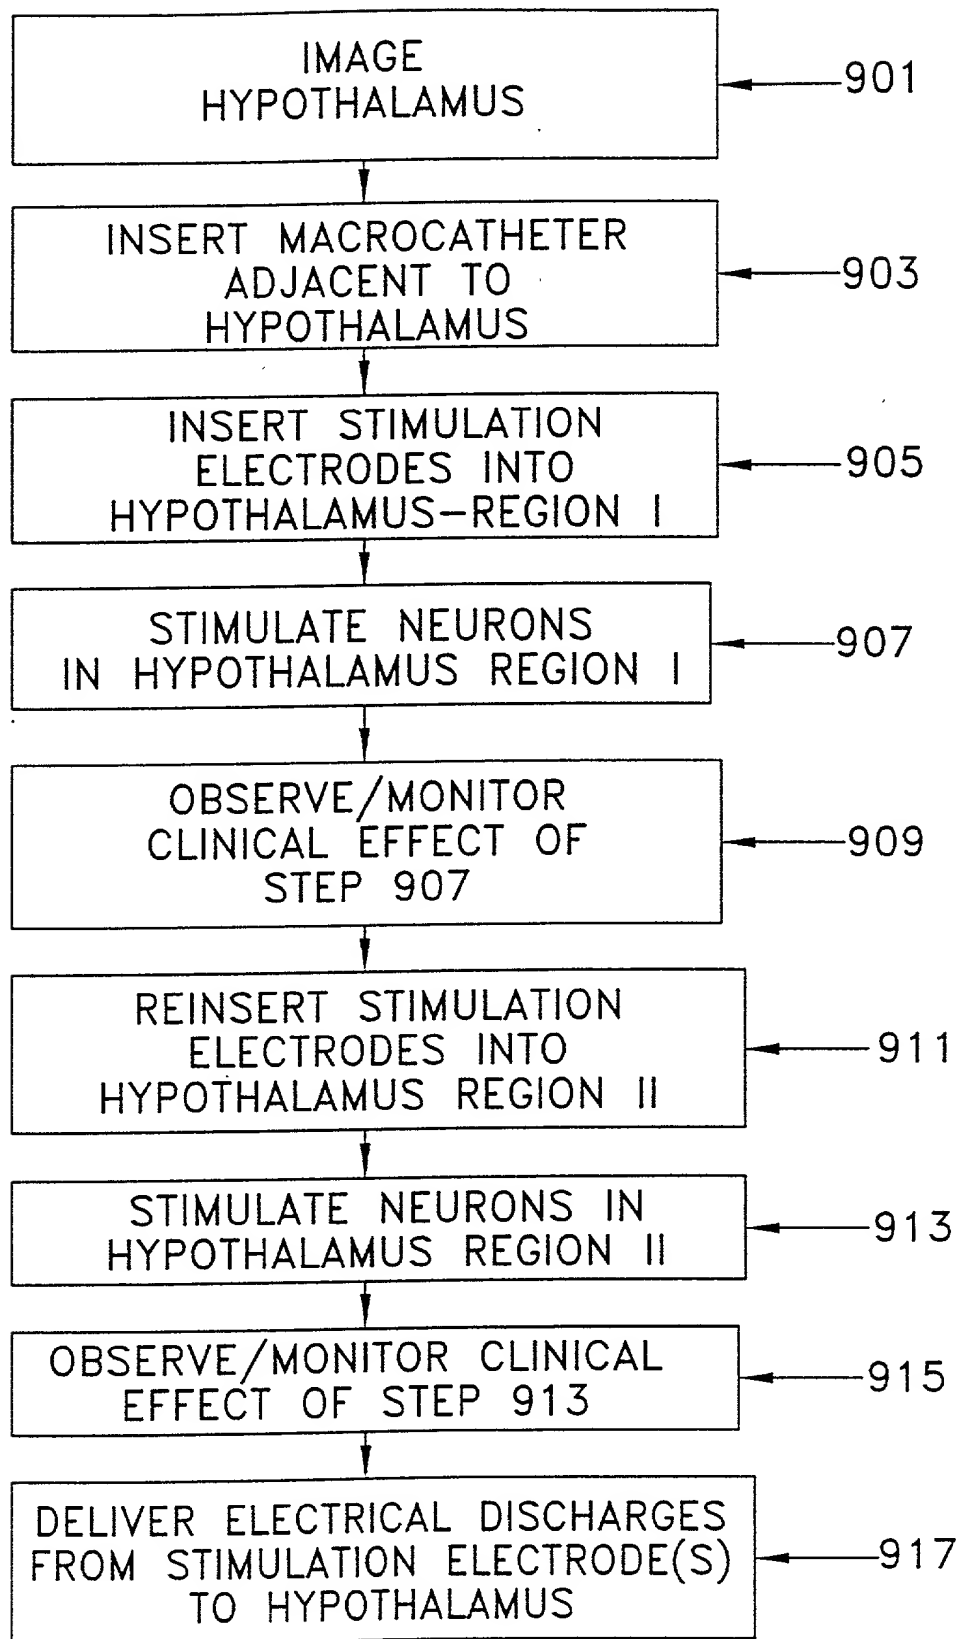 IMAGE
HYPOTHALAMUS
901
INSERT MACROCATHETER
ADJACENT TO
HYPOTHALAMUS
903
INSERT STIMULATION
ELECTRODES INTO
HYPOTHALAMUS-REGION I
905
STIMULATE NEURONS
IN HYPOTHALAMUS REGION I
907
OBSERVE/MONITOR
CLINICAL EFFECT OF
STEP 907
909
REINSERT STIMULATION
ELECTRODES INTO
HYPOTHALAMUS REGION II
911
STIMULATE NEURONS IN
HYPOTHALAMUS REGION II
913
OBSERVE/MONITOR CLINICAL
EFFECT OF STEP 913
915
DELIVER ELECTRICAL DISCHARGES
FROM STIMULATION ELECTRODE(S)
TO HYPOTHALAMUS
917